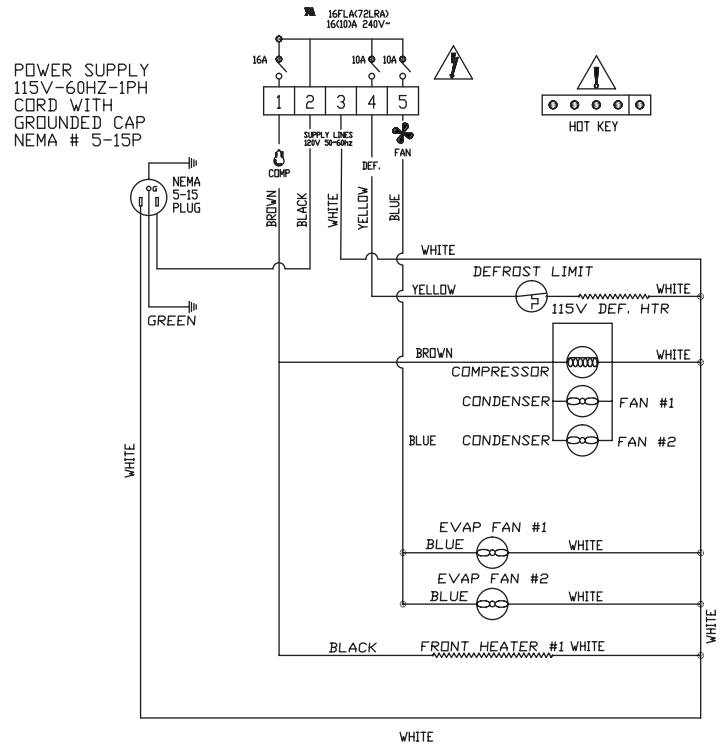 16FLA(72LRA)
16(10)A 240V~
16A
10A
10A
POWER SUPPLY
115V-60HZ-1PH
CORD WITH
GROUNDED CAP
NEMA # 5-15P
1
2
3
4
5
HOT KEY
SUPPLY LINES
120V 50-60hz
COMP
DEF.
FAN
G
NEMA
5-15
PLUG
BROWN
BLACK
WHITE
YELLOW
BLUE
GREEN
WHITE
DEFROST LIMIT
YELLOW
WHITE
115V DEF. HTR
BROWN
WHITE
COMPRESSOR
CONDENSER
FAN #1
BLUE
CONDENSER
FAN #2
WHITE
EVAP FAN #1
BLUE
WHITE
EVAP FAN #2
BLUE
WHITE
WHITE
BLACK
FRONT HEATER #1 WHITE
WHITE